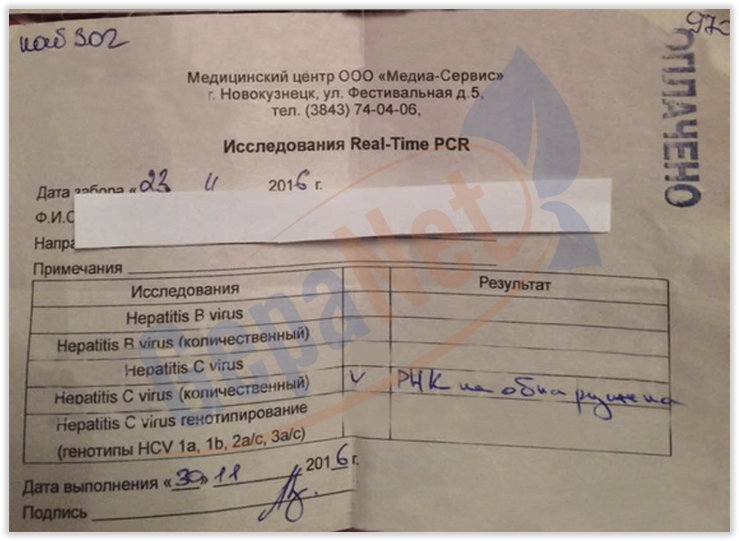 каб 302
973
ОПЛАЧЕНО
Медицинский центр ООО «Медиа-Сервис»
г. Новокузнецк, ул. Фестивальная д.5,
тел. (3843) 74-04-06,
Исследования Real-Time PCR
Дата забора «23 11 2016 г.
Ф.И.О
Напра
Примечания
Исследования Результат
Hepatitis B virus
Hepatitis B virus (количественный)
Hepatitis C virus
Hepatitis C virus (количественный) V РНК не обнаружена
Hepatitis C virus генотипирование
(генотипы HCV 1a, 1b, 2a/c, 3a/c)
Дата выполнения «30» 11 2016 г.
Подпись
GepaNet